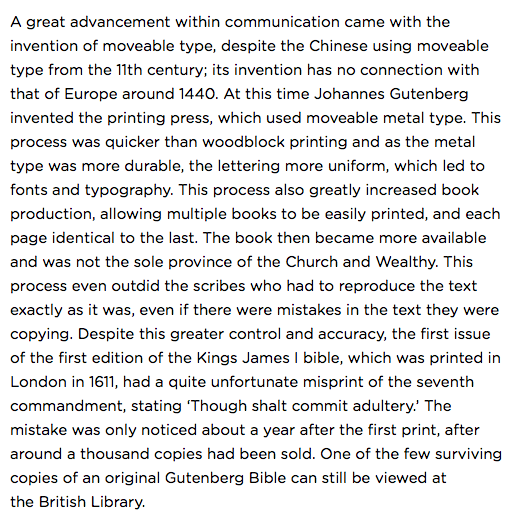 A great advancement within communication came with the
invention of moveable type, despite the Chinese using moveable
type from the 11th century; its invention has no connection with
that of Europe around 1440. At this time Johannes Gutenberg
invented the printing press, which used moveable metal type. This
process was quicker than woodblock printing and as the metal
type was more durable, the lettering more uniform, which led to
fonts and typography. This process also greatly increased book
production, allowing multiple books to be easily printed, and each
page identical to the last. The book then became more available
and was not the sole province of the Church and Wealthy. This
process even outdid the scribes who had to reproduce the text
exactly as it was, even if there were mistakes in the text they were
copying. Despite this greater control and accuracy, the first issue
of the first edition of the Kings James I bible, which was printed in
London in 1611, had a quite unfortunate misprint of the seventh
commandment, stating ‘Though shalt commit adultery.’ The
mistake was only noticed about a year after the first print, after
around a thousand copies had been sold. One of the few surviving
copies of an original Gutenberg Bible can still be viewed at
the British Library.